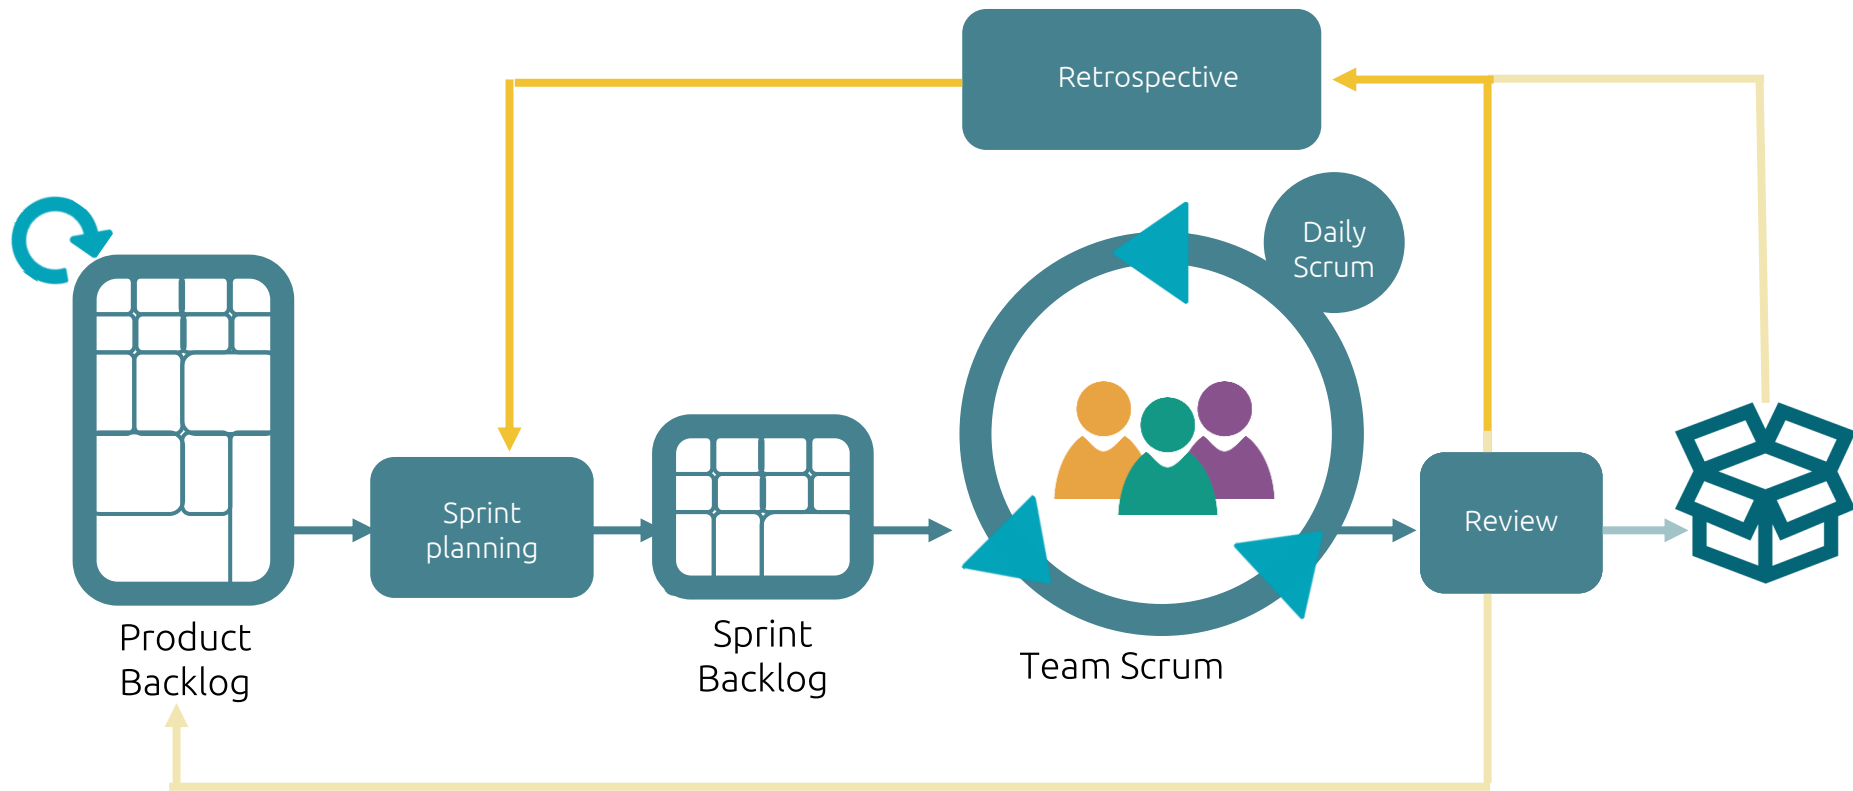 Retrospective
Daily
Scrum
Sprint
planning
Review
Product
Backlog
Sprint
Backlog
Team Scrum